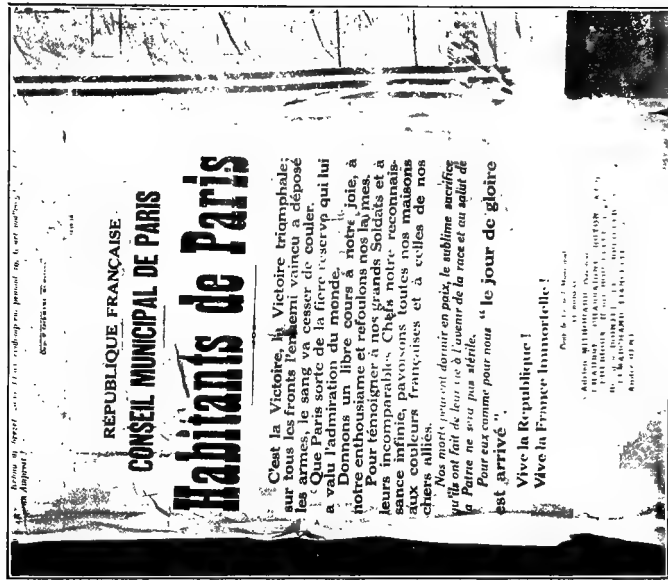 RÉPUBLIQUE FRANÇAISE
CONSEIL MUNICIPAL DE PARIS
Habitants de Paris
C'est la Victoire, la Victoire triomphale;
sur tous les fronts l'ennemi vaincu a déposé
les armes, le sang va cesser de couler.
Que Paris sorte de la fière réserve qui lui
a valu l'admiration du monde.
Donnons un libre cours à notre joie, à
notre enthousiasme et refoulons nos larmes.
Pour témoigner à nos grands Soldats et à
leurs incomparables Chefs notre reconnais-
sance infinie, pavoisons toutes nos maisons
aux couleurs françaises et à celles de nos
chers alliés.
Nos morts peuvent dormir en paix, le sublime sacrifice
qu'ils ont fait de leur vie à l'avenir de la race et au salut de
la Patrie ne sera pas stérile.
Pour eux comme pour nous " le jour de gloire
est arrivé ".
Vive la République !
Vive la France Immortelle !